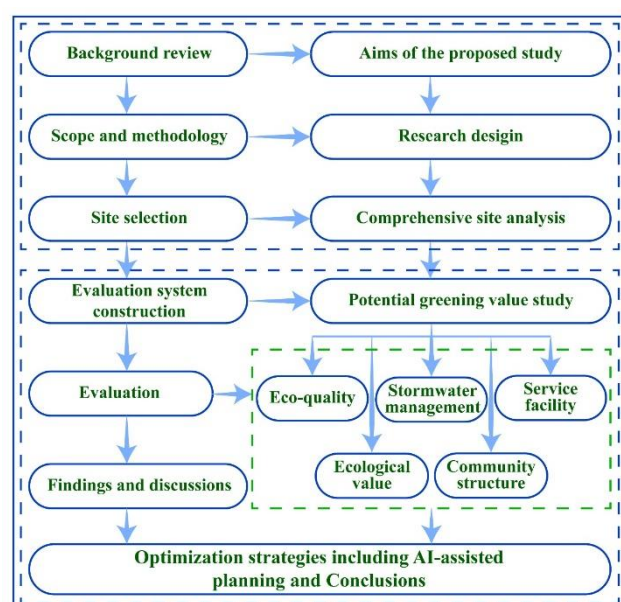 Background review
Aims of the proposed study
Scope and methodology
Research desigin
Site selection
Comprehensive site analysis
Evaluation system
construction
Potential greening value study
Evaluation
Eco-quality
Stormwater
management
Service
facility
Ecological
value
Community
structure
Findings and discussions
Optimization strategies including AI-assisted
planning and Conclusions